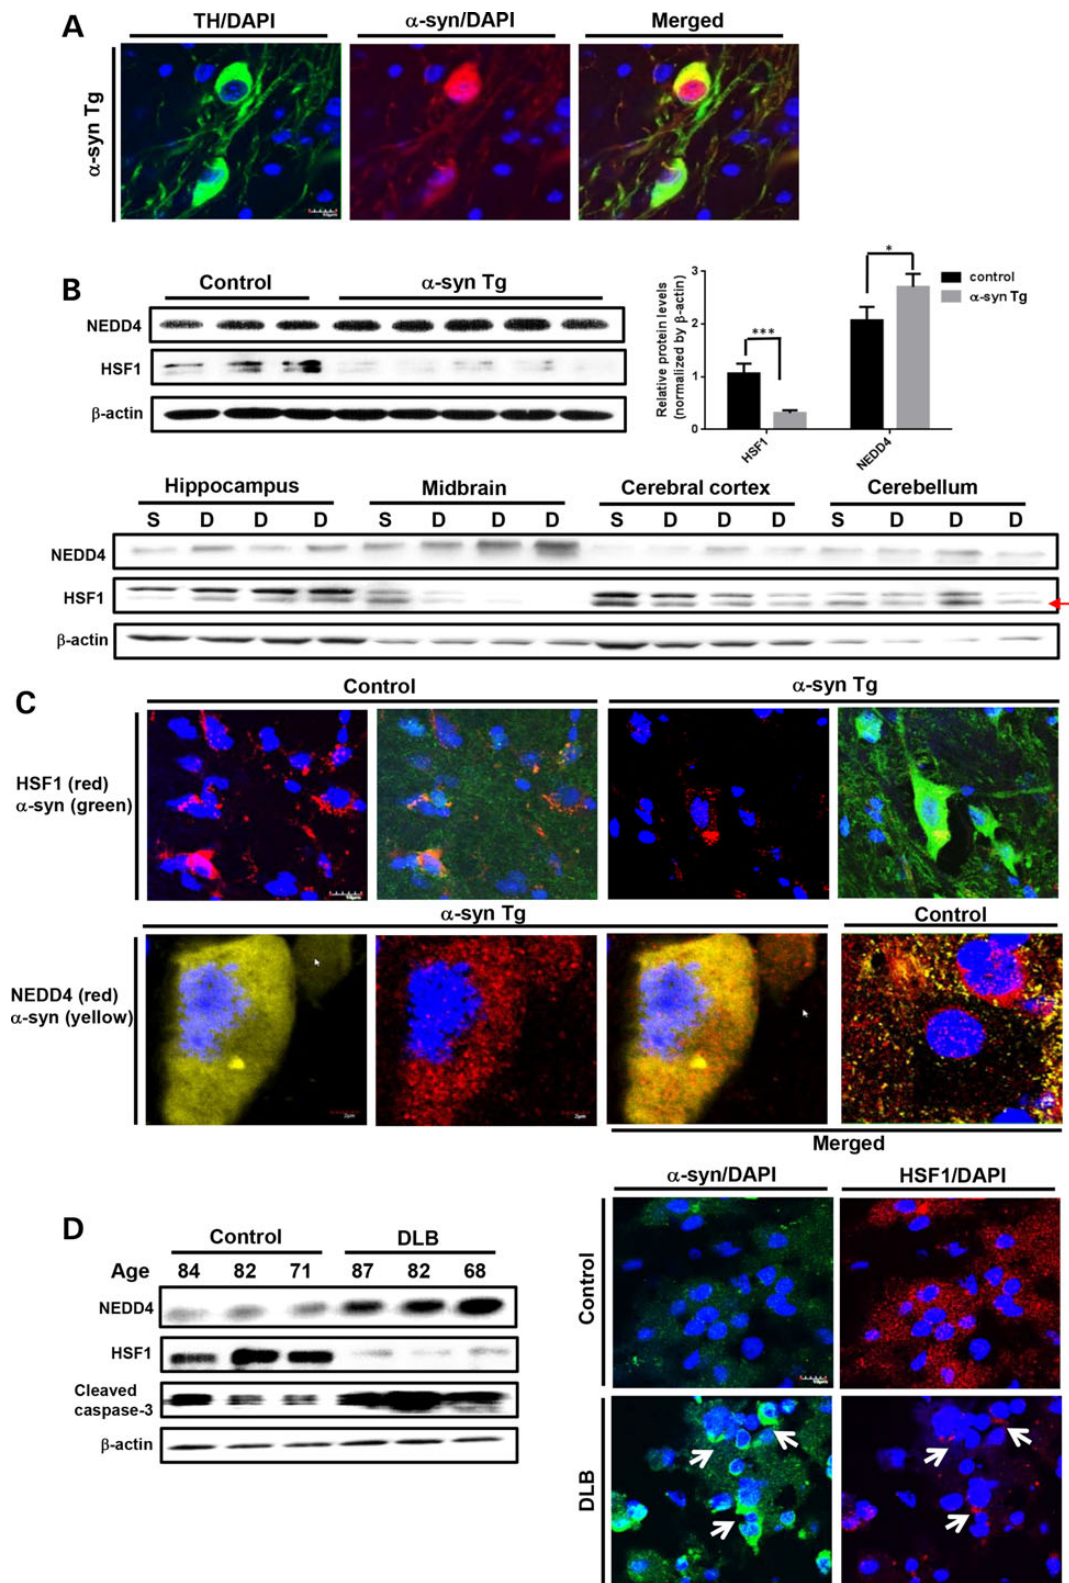 A
TH/DAPI α-syn/DAPI Merged
α-syn Tg
B
Control α-syn Tg
NEDD4
HSF1
β-actin
Relative protein levels
(normalized by β-actin)
3
2
1
0
***
*
control
α-syn Tg
HSF1
NEDD4
Hippocampus Midbrain Cerebral cortex Cerebellum
S D D D S D D D S D D D S D D D
NEDD4
HSF1
β-actin
C
Control α-syn Tg
HSF1 (red)
α-syn (green)
α-syn Tg Control
NEDD4 (red)
α-syn (yellow)
Merged
D
Control DLB
Age 84 82 71 87 82 68
NEDD4
HSF1
Cleaved
caspase-3
β-actin
α-syn/DAPI HSF1/DAPI
Control
DLB